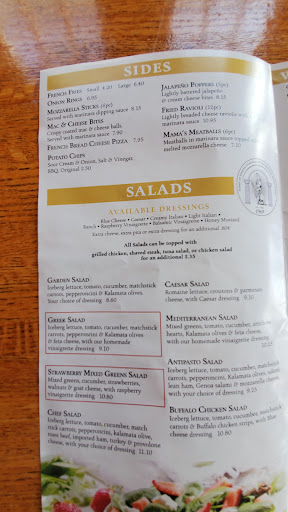 SIDES
FRENCH FRIES Small 4.40 Large 6.40
ONION RINGS 6.95
MOZZARELLA STICKS (6pc)
Served with marinara dipping sauce 8.25
MAC & CHEESE BITES
Crispy coated mac & cheese balls.
Served with marinara sauce 7.90
FRENCH BREAD CHEESE PIZZA 7.95
POTATO CHIPS
Sour Cream & Onion, Salt & Vinegar
BBQ, Original 1.50
JALAPEÑO POPPERS (6pc)
Lightly battered jalapeño
& cream cheese bites 8.25
FRIED RAVIOLI (12pc)
Lightly breaded cheese ravioli with
marinara sauce 10.95
MAMA'S MEATBALLS (4pc)
Meatballs in marinara sauce topped with
melted mozzarella cheese
SALADS
AVAILABLE DRESSINGS
Blue Cheese • Caesar • Creamy Italian • Light Italian •
Ranch • Raspberry Vinaigrette • Balsamic Vinaigrette • Honey Mustard
Extra cheese, extra pita or extra dressing for an additional
All Salads can be topped with
grilled chicken, shaved steak, tuna salad, or chicken salad
for an additional
GARDEN SALAD
Iceberg lettuce, tomato, cucumber, matchstick
carrots, pepperoncini & Kalamata olives.
Your choice of dressing 8.60
GREEK SALAD
Iceberg lettuce, tomato, cucumber, matchstick
carrots, pepperoncini, Kalamata olives
& feta cheese, with our homemade
vinaigrette dressing 9.10
STRAWBERRY MIXED GREENS SALAD
Mixed greens, cucumber, strawberries,
walnuts & goat cheese, with raspberry
vinaigrette dressing 10.80
CHEF SALAD
Iceberg lettuce, tomato, cucumber, match
stick carrots, pepperoncini, kalamata olive,
roast beef, imported ham, turkey & provolone
cheese, with your choice of dressing 11.10
CAESAR SALAD
Romaine lettuce, croutons & parmesan
cheese, with Caesar dressing 9.10
MEDITERRANEAN SALAD
Mixed greens, tomato, cucumber, artichoke
hearts, Kalamata olives & feta cheese,
with our homemade vinaigrette dressing
10.25
ANTIPASTO SALAD
Iceberg lettuce, tomato, cucumber, matchstick
carrots, pepperoncini, Kalamata olives,
lean ham, Genoa salami & mozzarella
cheese, with your choice of dressing
BUFFALO CHICKEN SALAD
Iceberg lettuce, tomato, cucumber, matchstick
carrots & Buffalo chicken strips, with Blue
cheese dressing 10.80